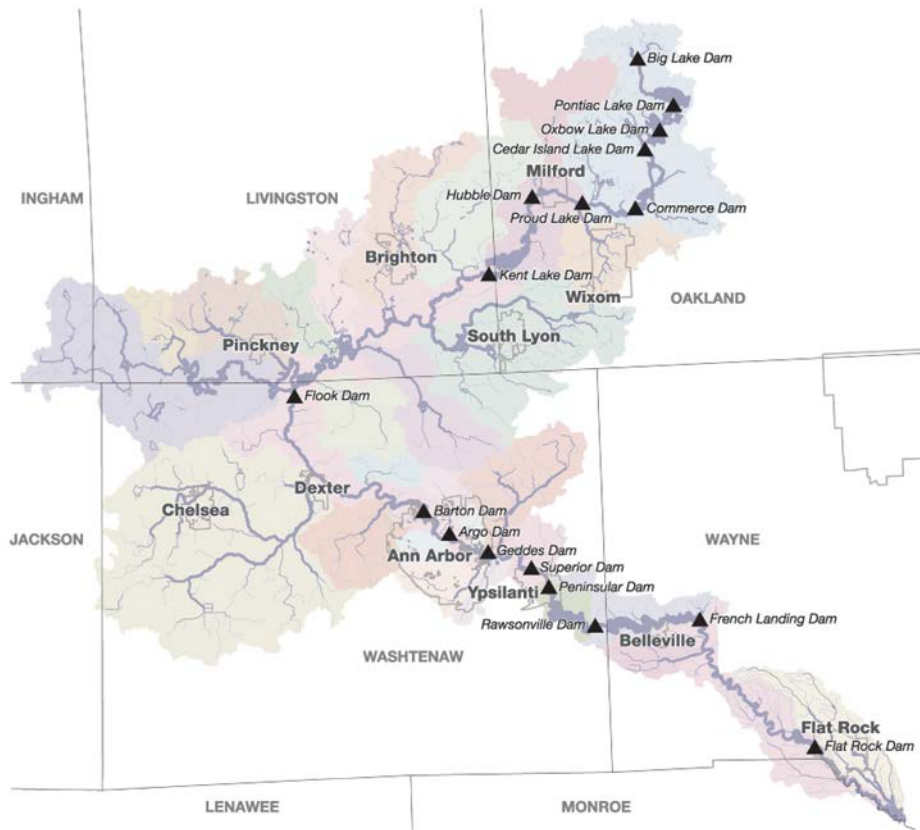 Big Lake Dam
Pontiac Lake Dam
Oxbow Lake Dam
Cedar Island Lake Dam
Milford
INGHAM
LIVINGSTON
Hubble Dam
Commerce Dam
Proud Lake Dam
Brighton
Kent Lake Dam
Wixom
OAKLAND
South Lyon
Pinckney
Flook Dam
Dexter
Chelsea
Barton Dam
Argo Dam
JACKSON
WAYNE
Ann Arbor
Geddes Dam
Superior Dam
Ypsilanti
Peninsular Dam
Rawsonville Dam
French Landing Dam
Belleville
WASHTENAW
Flat Rock
Flat Rock Dam
LENAWEE
MONROE